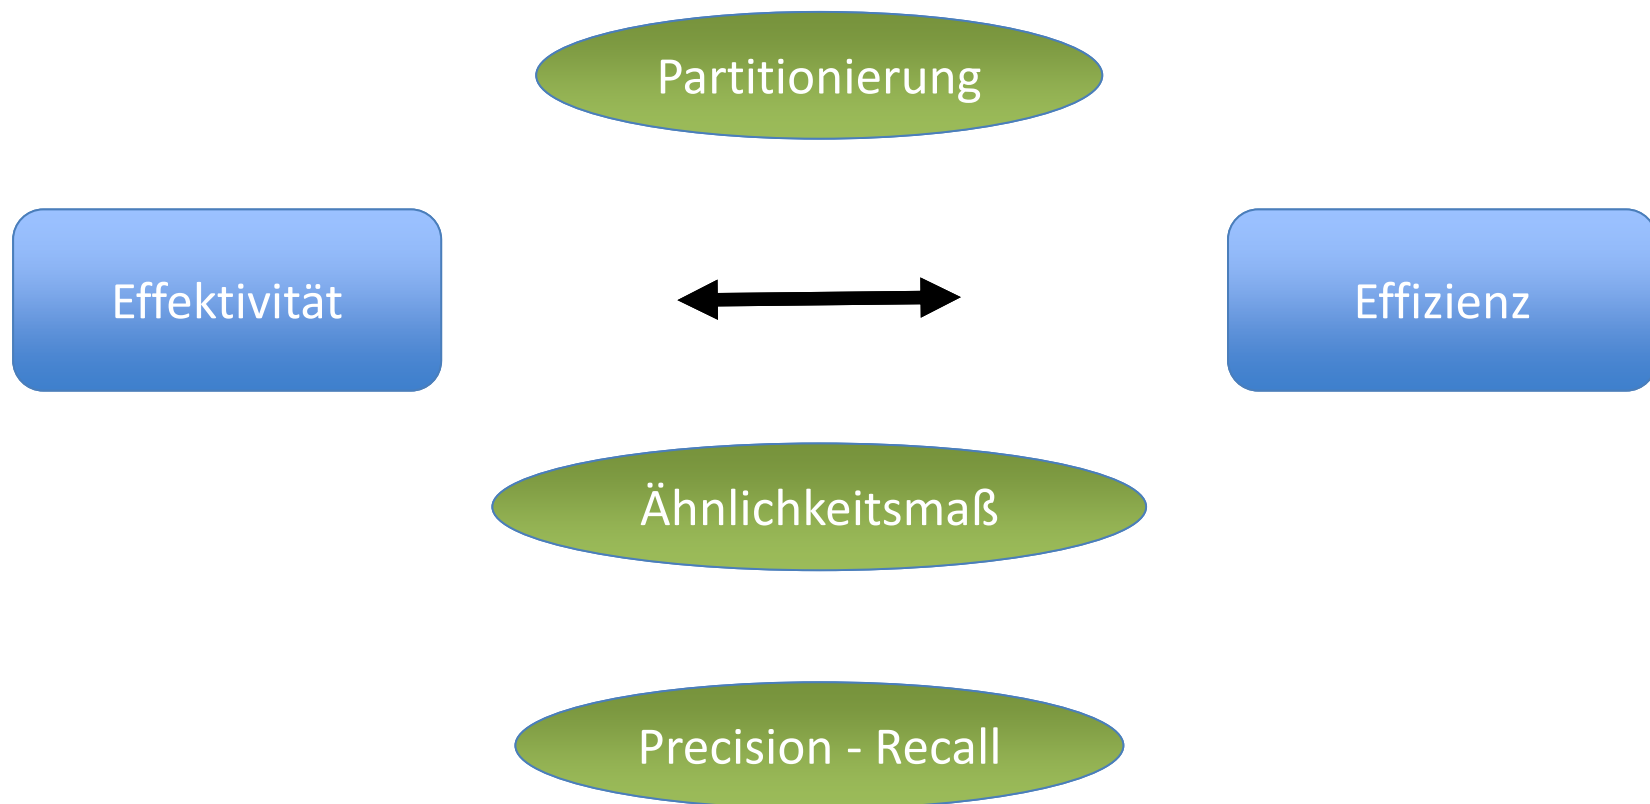 Partitionierung
Effektivität
Effizienz
Ähnlichkeitsmaß
Precision - Recall